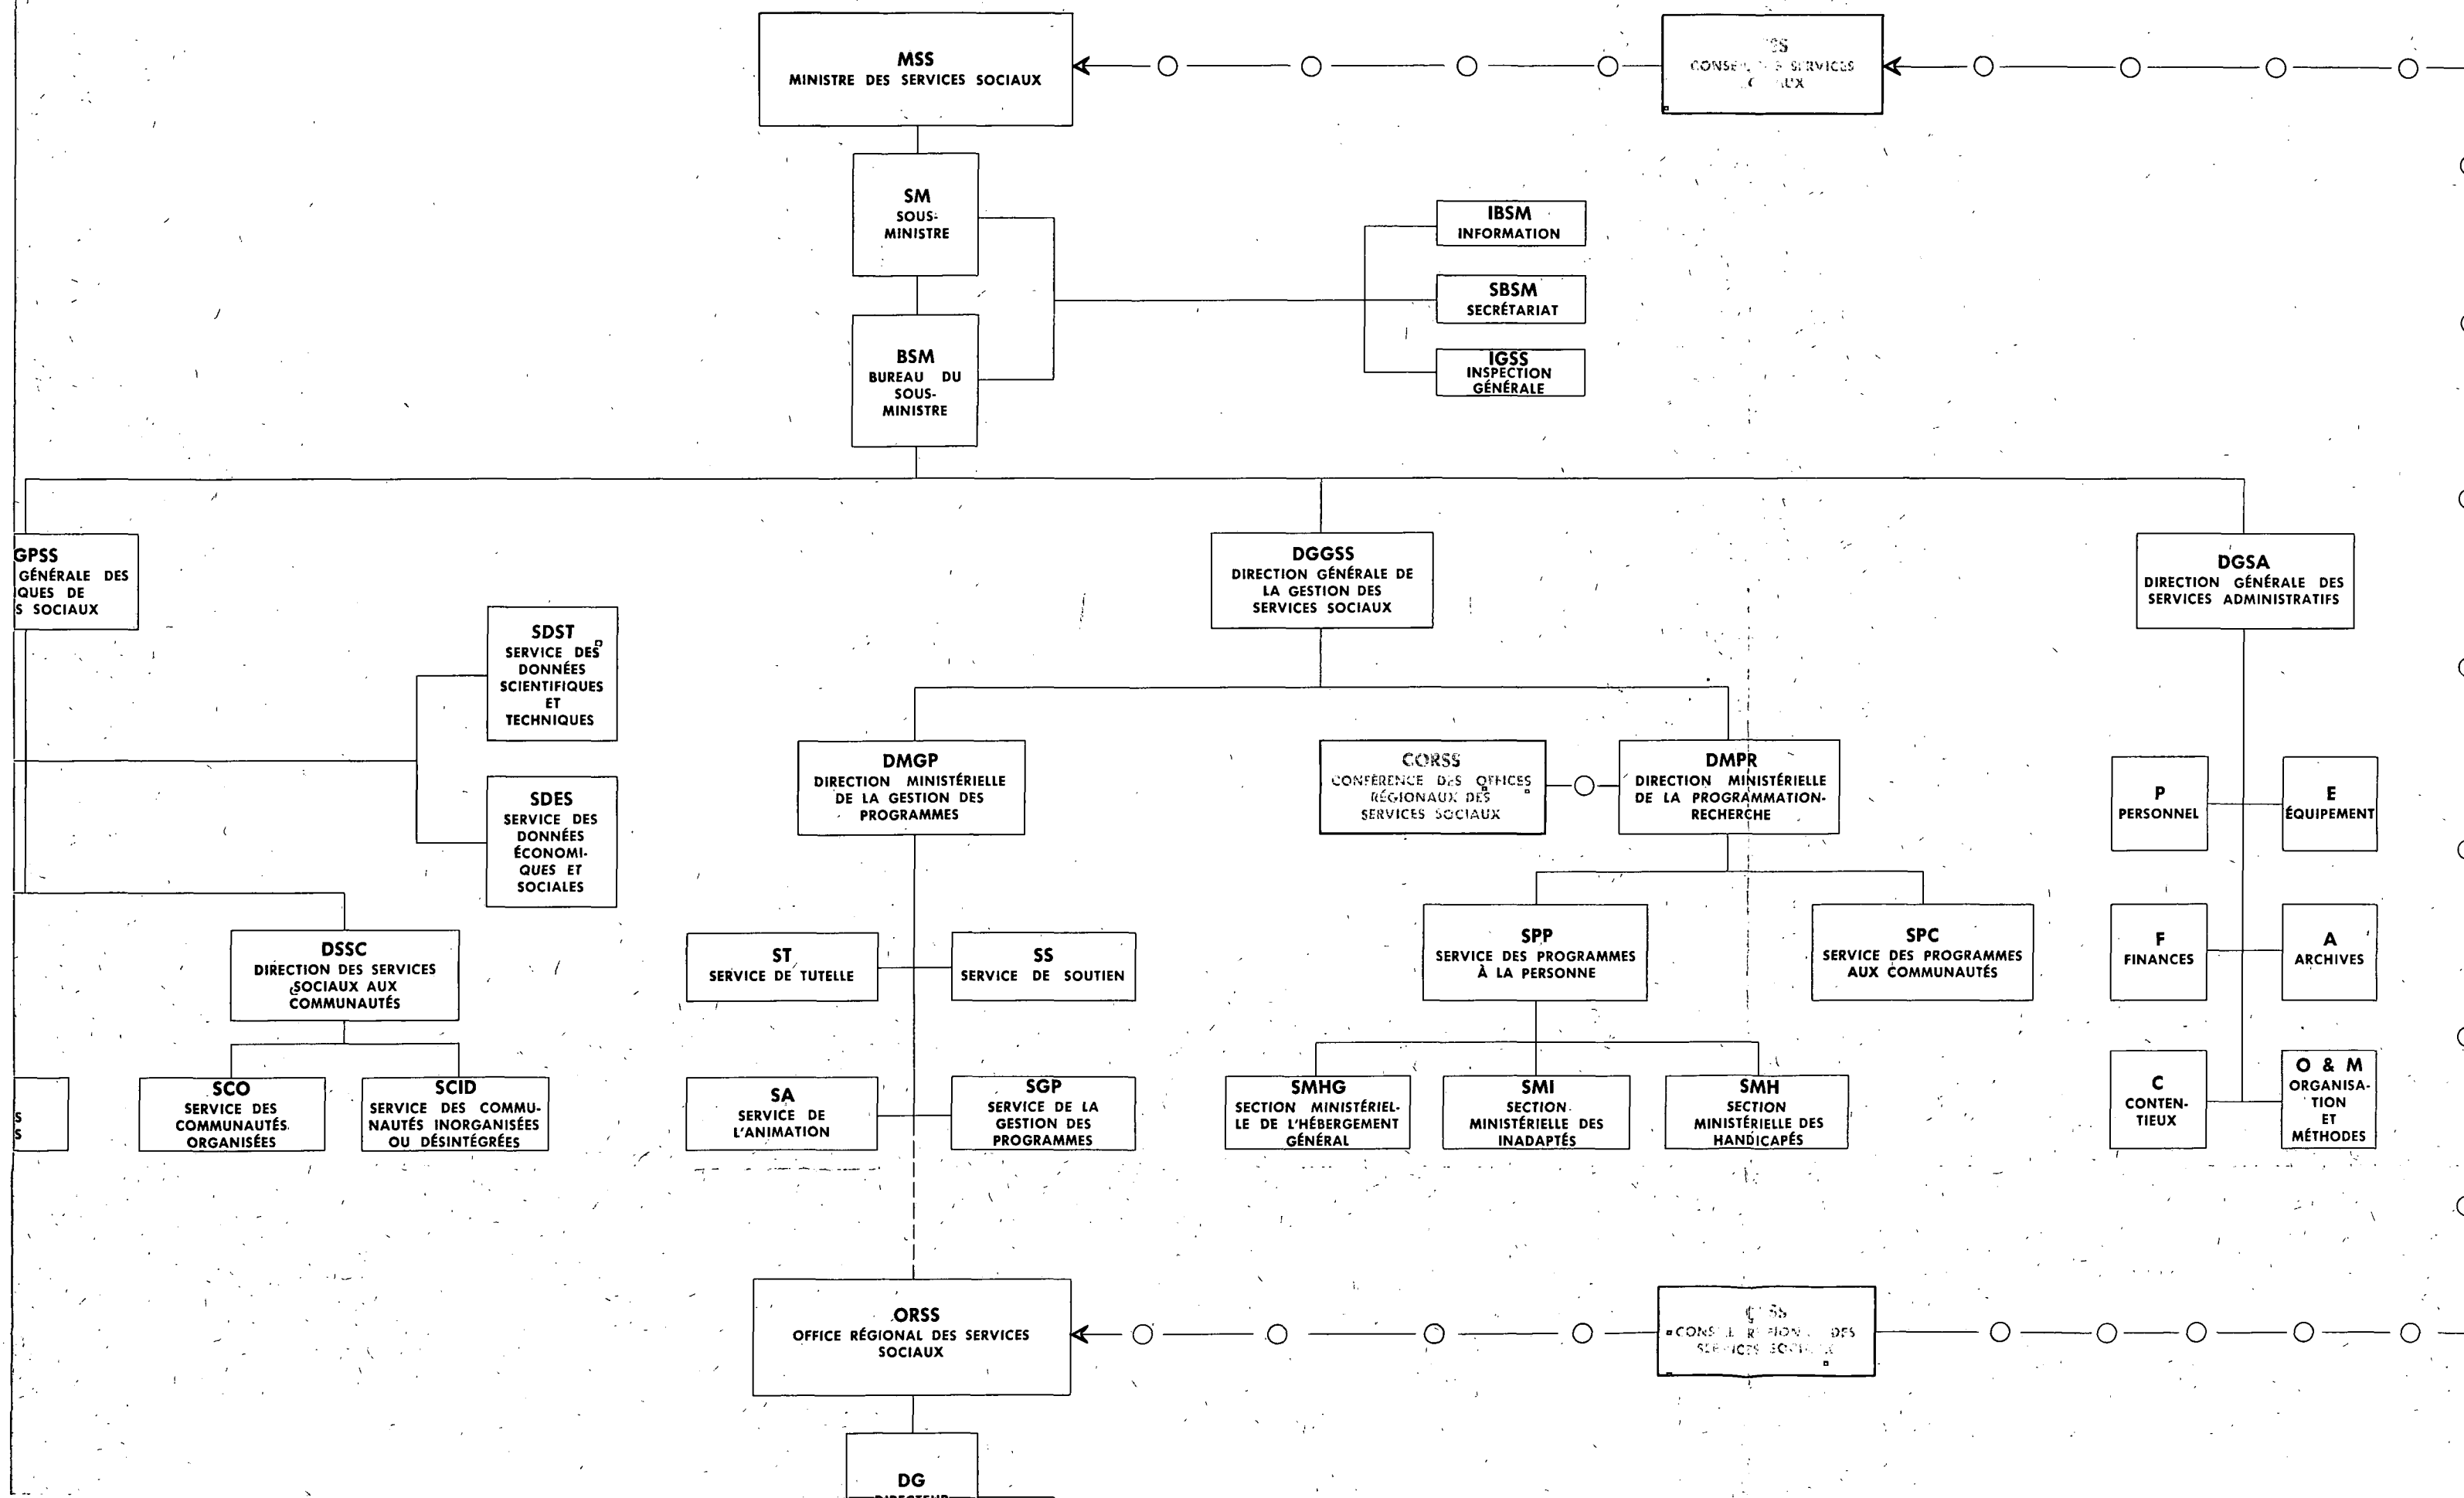 MSS
MINISTRE DES SERVICES SOCIAUX
SERVICES
SM
SOUS-
MINISTRE
IBSM
INFORMATION
SBSM
SECRÉTARIAT
IGSS
INSPECTION
GÉNÉRALE
BSM
BUREAU DU
SOUS-
MINISTRE
GPSS
GÉNÉRALE DES
QUES DE
S SOCIAUX
DGGSS
DIRECTION GÉNÉRALE DE
LA GESTION DES
SERVICES SOCIAUX
DGSA
DIRECTION GÉNÉRALE DES
SERVICES ADMINISTRATIFS
SDST
SERVICE DES
DONNÉES
SCIENTIFIQUES
ET
TECHNIQUES
SDES
SERVICE DES
DONNÉES
ÉCONOMI-
QUES ET
SOCIALES
DMGP
DIRECTION MINISTÉRIELLE
DE LA GESTION DES
PROGRAMMES
CORSS
CONFÉRENCE DES OFFICES
RÉGIONAUX DES
SERVICES SOCIAUX
DMPR
DIRECTION MINISTÉRIELLE
DE LA PROGRAMMATION-
RECHERCHE
P
PERSONNEL
E
ÉQUIPEMENT
DSSC
DIRECTION DES SERVICES
SOCIAUX AUX
COMMUNAUTÉS
ST
SERVICE DE TUTELLE
SS
SERVICE DE SOUTIEN
SPP
SERVICE DES PROGRAMMES
À LA PERSONNE
SPC
SERVICE DES PROGRAMMES
AUX COMMUNAUTÉS
F
FINANCES
A
ARCHIVES
S
S
SCO
SERVICE DES
COMMUNAUTÉS
ORGANISÉES
SCID
SERVICE DES COMMU-
NAUTÉS INORGANISÉES
OU DÉSINTÉGRÉES
SA
SERVICE DE
L'ANIMATION
SGP
SERVICE DE LA
GESTION DES
PROGRAMMES
SMHG
SECTION MINISTÉRIEL-
LE DE L'HÉBERGEMENT
GÉNÉRAL
SMI
SECTION
MINISTÉRIELLE DES
INADAPTÉS
SMH
SECTION
MINISTÉRIELLE DES
HANDICAPÉS
C
CONTEN-
TIEUX
O & M
ORGANISA-
TION
ET
MÉTHODES
ORSS
OFFICE RÉGIONAL DES SERVICES
SOCIAUX
DES
DG
DIRECTEUR